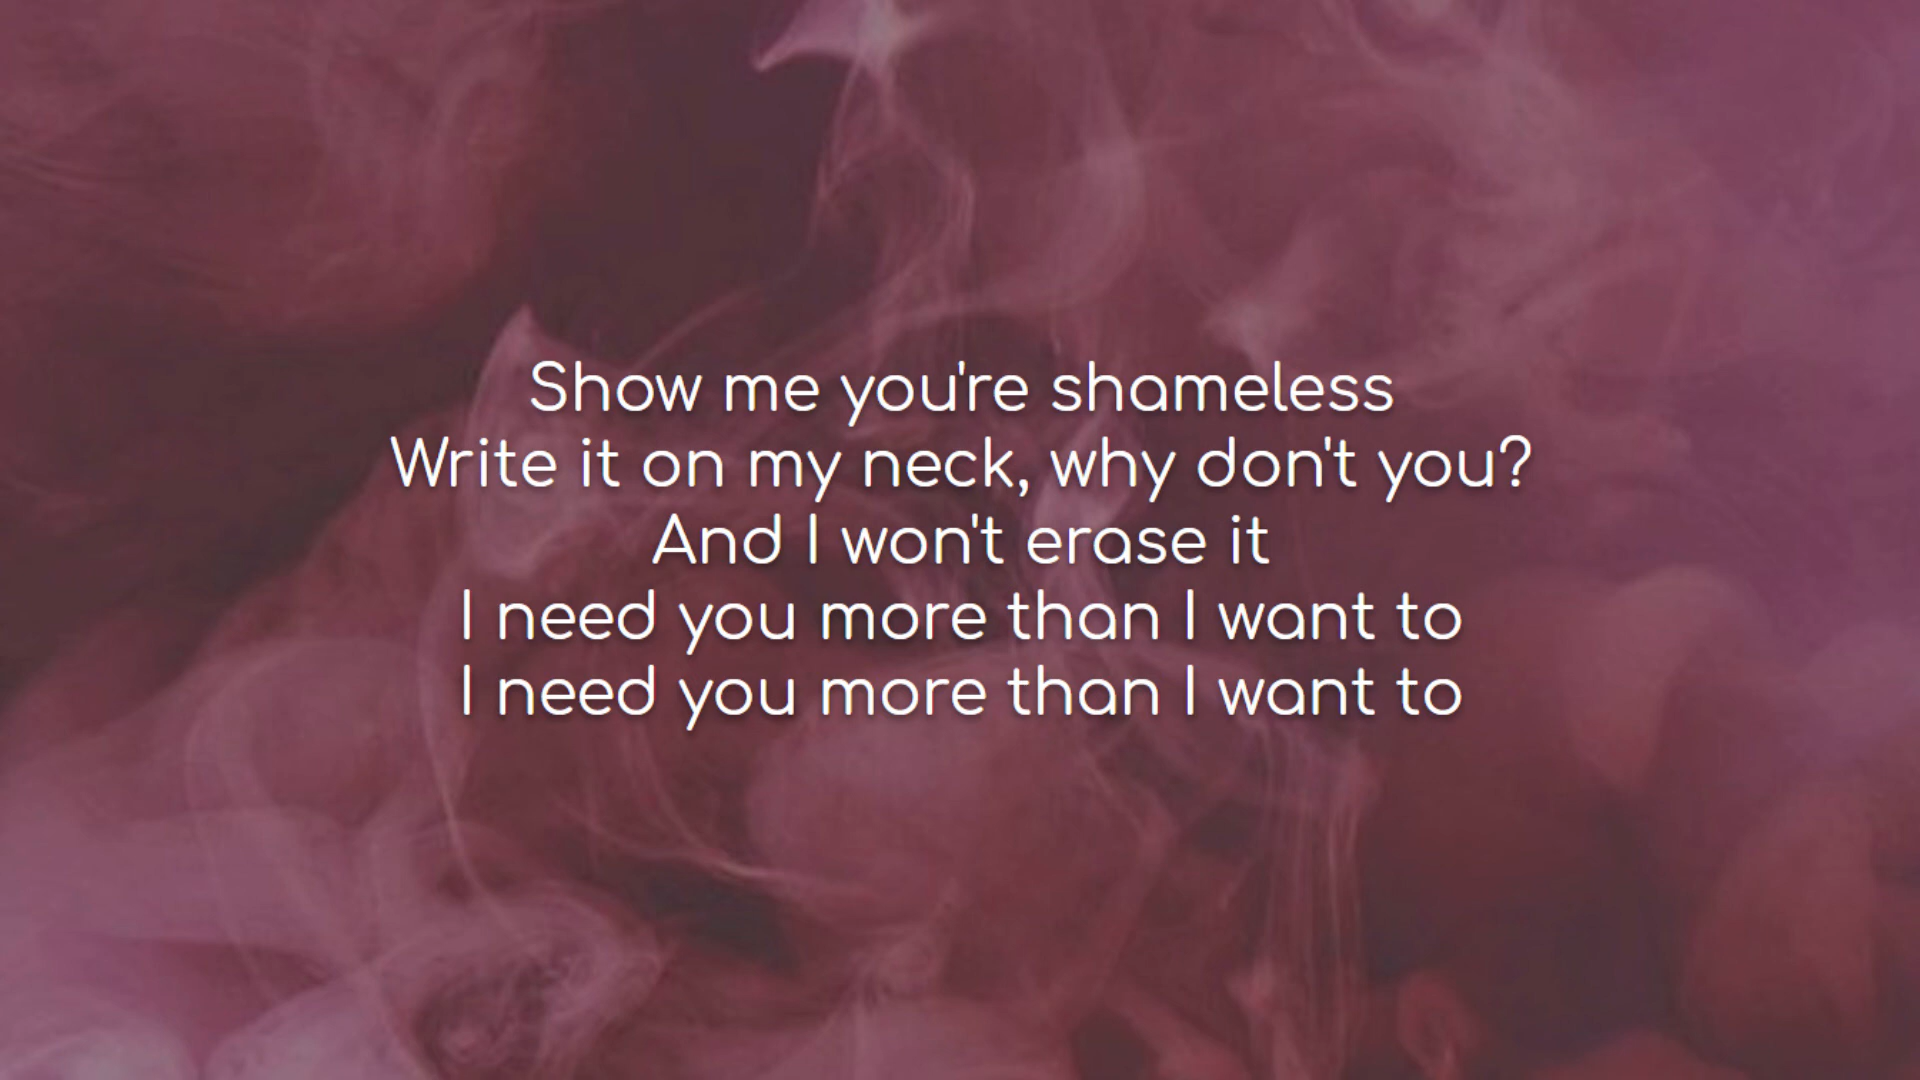 Show me you're shameless
Write it on my neck, why don't you?
And I won't erase it
I need you more than I want to
I need you more than I want to